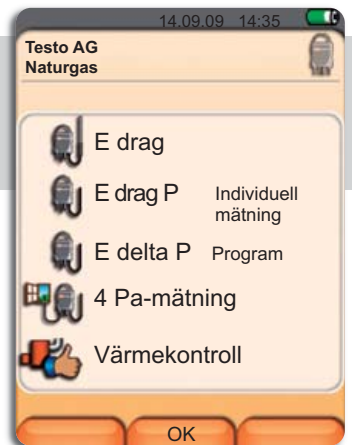 14.09.09 14:35
Testo AG
Naturgas
E drag
E drag P Individuell
mätning
E delta P Program
4 Pa-mätning
Värmekontroll
OK